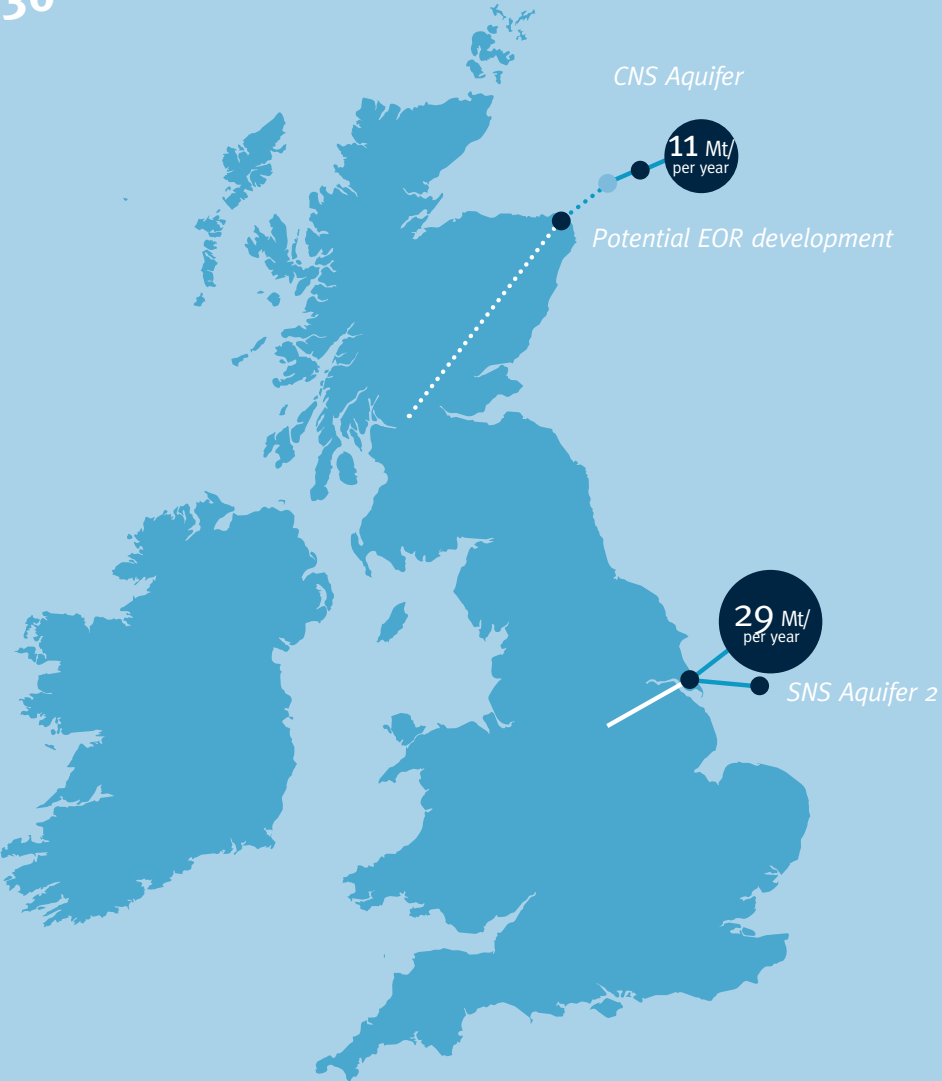 CNS Aquifer
11 Mt/
per year
Potential EOR development
29 Mt/
per year
SNS Aquifer 2